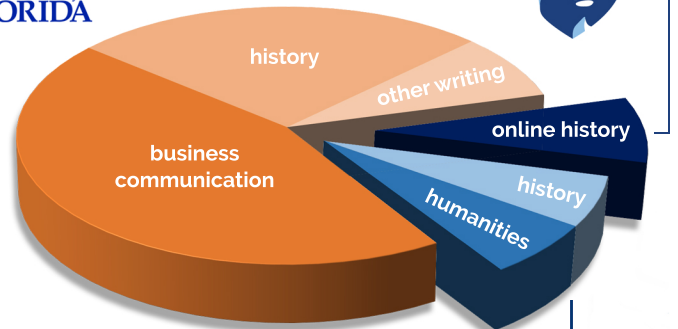 ORIDA
history
other writing
online history
business
communication
history
humanities